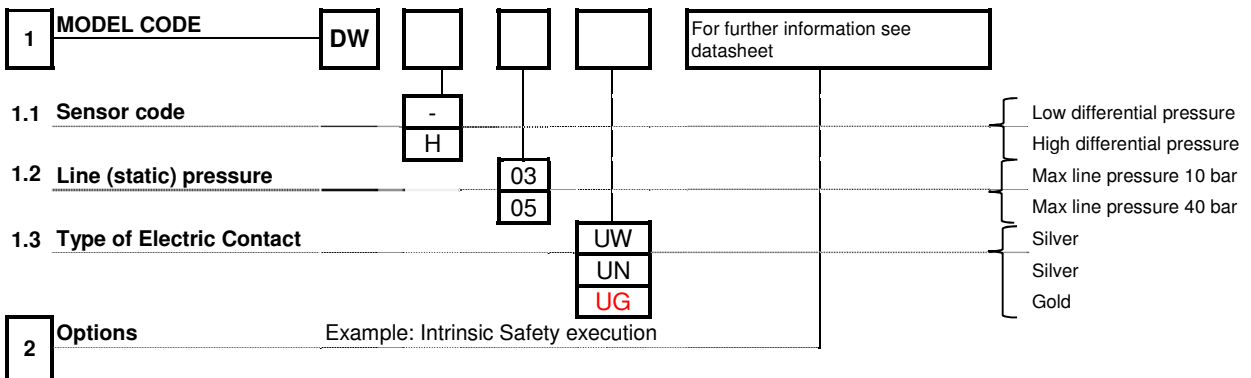 1 MODEL CODE DW For further information see
datasheet
1.1 Sensor code - Low differential pressure
H High differential pressure
1.2 Line (static) pressure 03 Max line pressure 10 bar
05 Max line pressure 40 bar
1.3 Type of Electric Contact UW Silver
UN Silver
UG Gold
2 Options Example: Intrinsic Safety execution